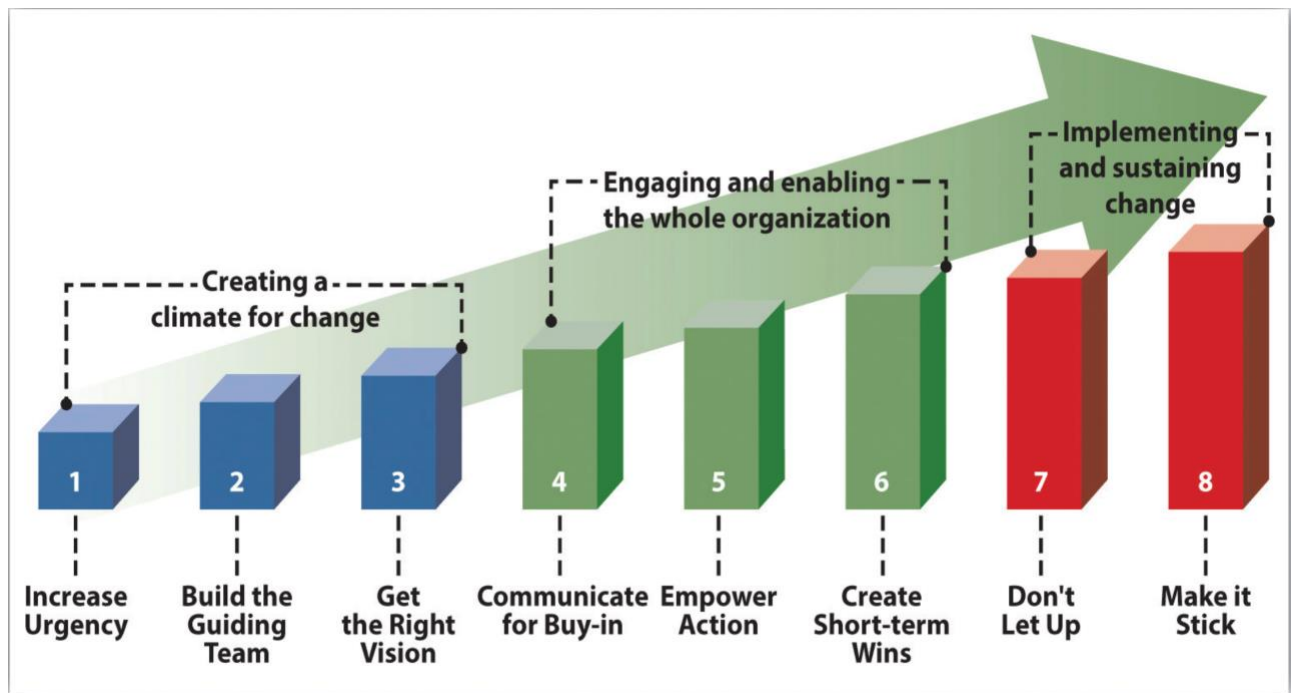 Implementing
and sustaining
change
Engaging and enabling
the whole organization
Creating a
climate for change
1
2
3
4
5
6
7
8
Increase
Urgency
Build the
Guiding
Team
Get
the Right
Vision
Communicate
for Buy-in
Empower
Action
Create
Short-term
Wins
Don't
Let Up
Make it
Stick